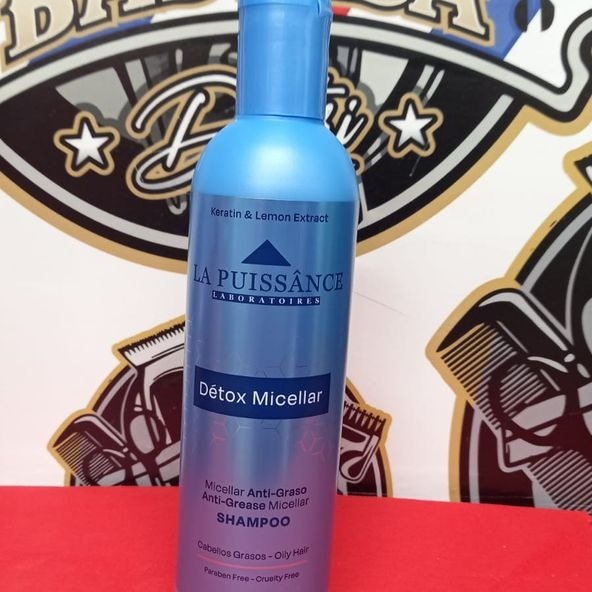 Keratin & Lemon Extract
LA PUISSÂNCE
LABORATOIRES
Détox Micellar
Micellar Anti-Graso
Anti-Grease Micellar
SHAMPOO
Cabellos Grasos - Oily Hair
Paraben Free - Cruelty Free